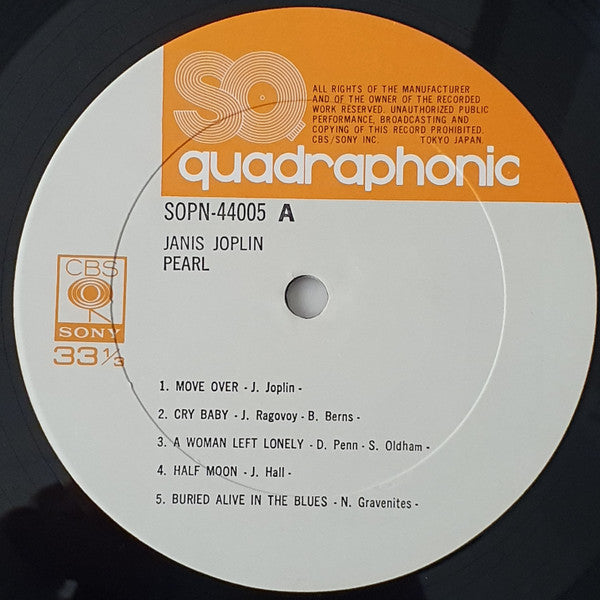 SQ
ALL RIGHTS OF THE MANUFACTURER
AND OF THE OWNER OF THE RECORDED
WORK RESERVED. UNAUTHORIZED PUBLIC
PERFORMANCE, BROADCASTING AND
COPYING OF THIS RECORD PROHIBITED.
CBS/SONY INC. TOKYO JAPAN.
quadraphonic
SOPN-44005 A
JANIS JOPLIN
PEARL
CBS
SONY
33 1/3
1. MOVE OVER - J. Joplin -
2. CRY BABY - J. Ragovoy - B. Berns -
3. A WOMAN LEFT LONELY - D. Penn - S. Oldham -
4. HALF MOON - J. Hall -
5. BURIED ALIVE IN THE BLUES - N. Gravenites -